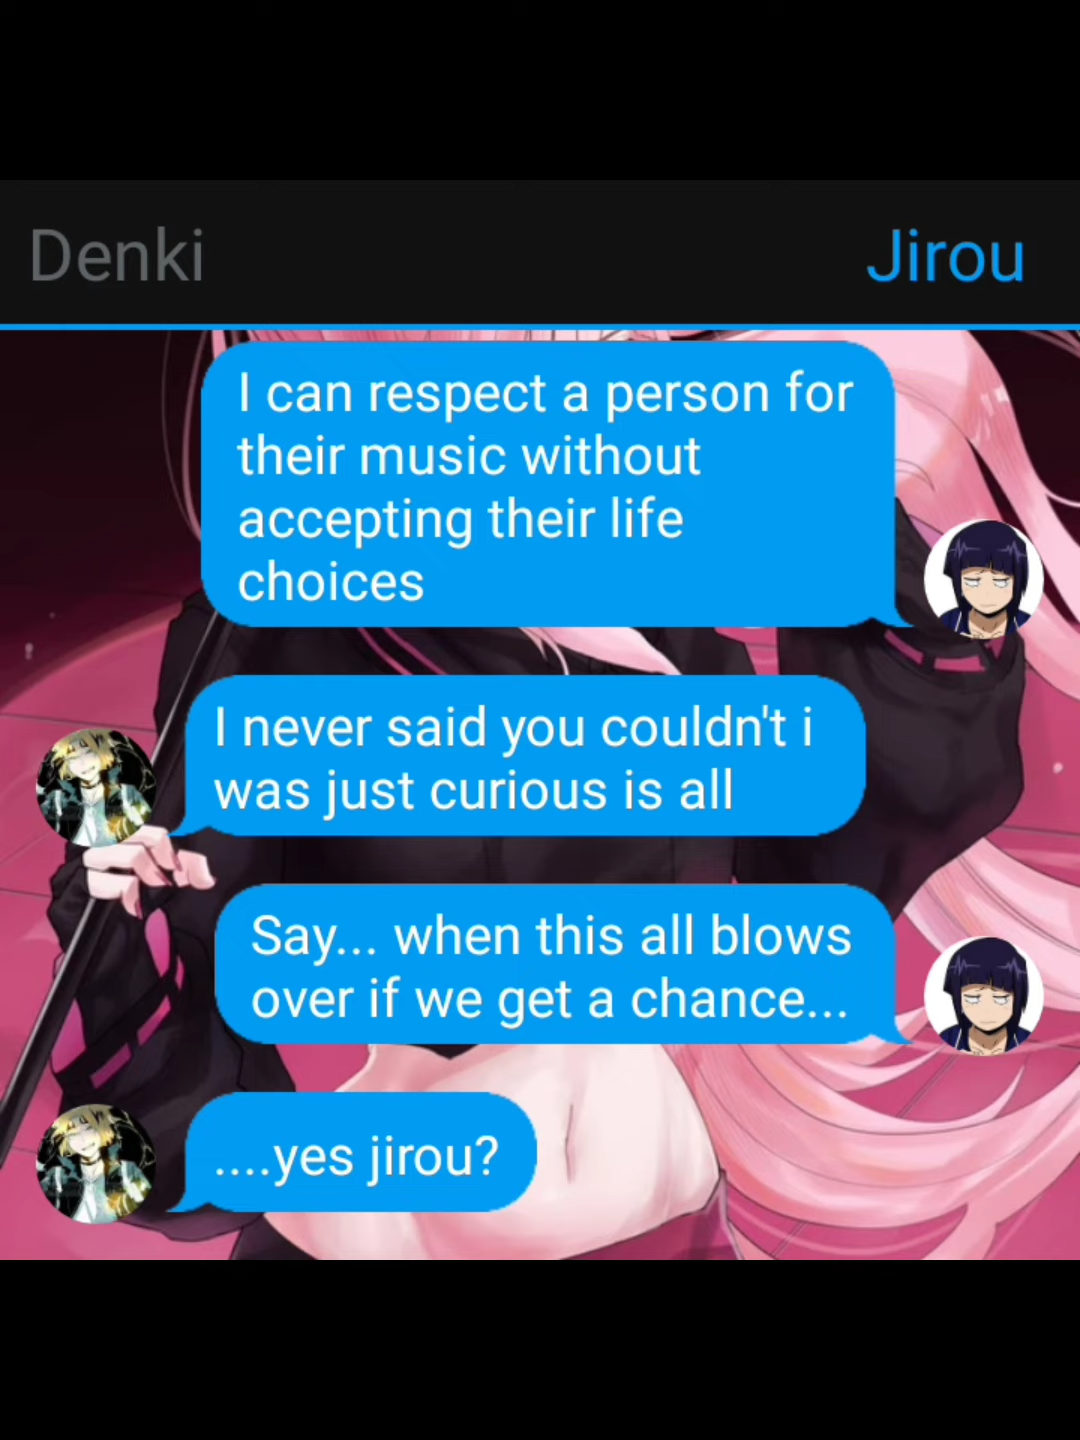 Denki
Jirou
I can respect a person for
their music without
accepting their life
choices
I never said you couldn't i
was just curious is all
Say... when this all blows
over if we get a chance...
....yes jirou?